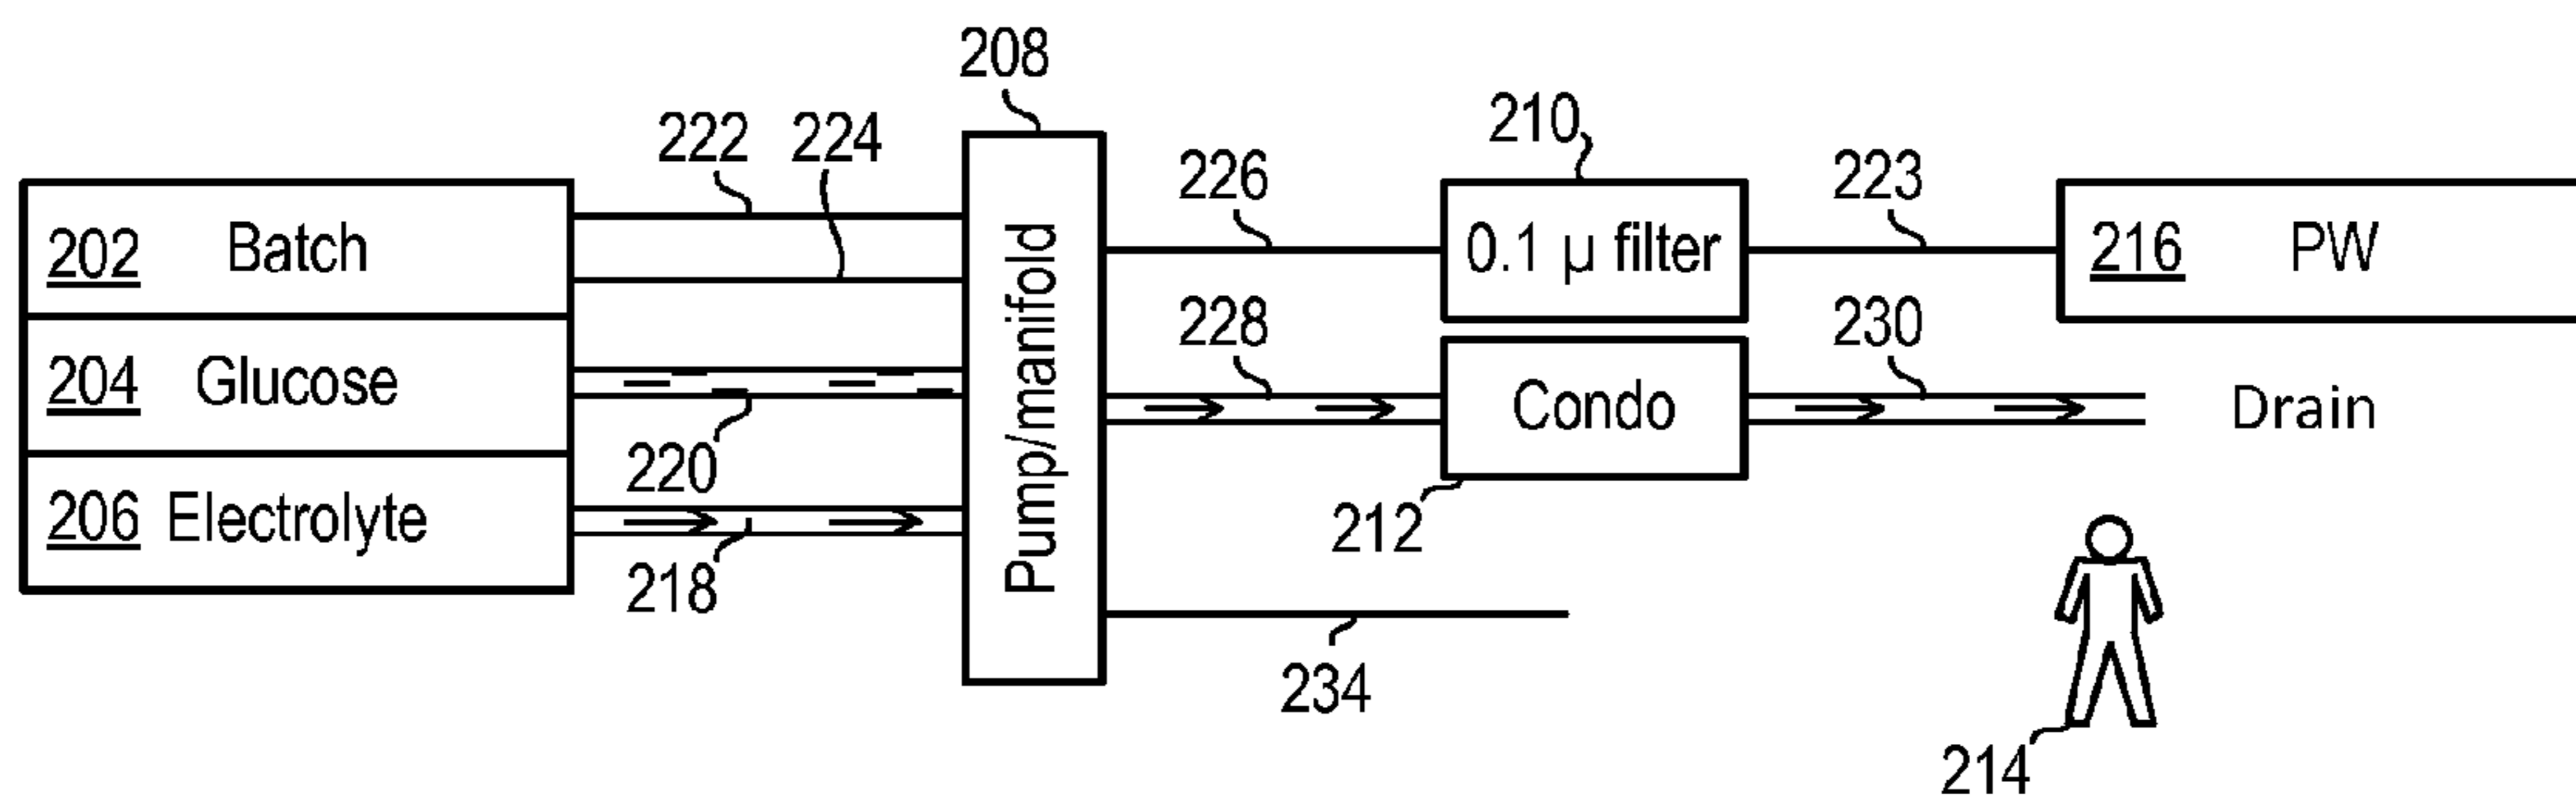 208
222 224
226
210
223
202 Batch
0.1 µ filter
216 PW
204 Glucose
220
Pump/manifold
228
Condo
212
230
Drain
206 Electrolyte
218
234
214